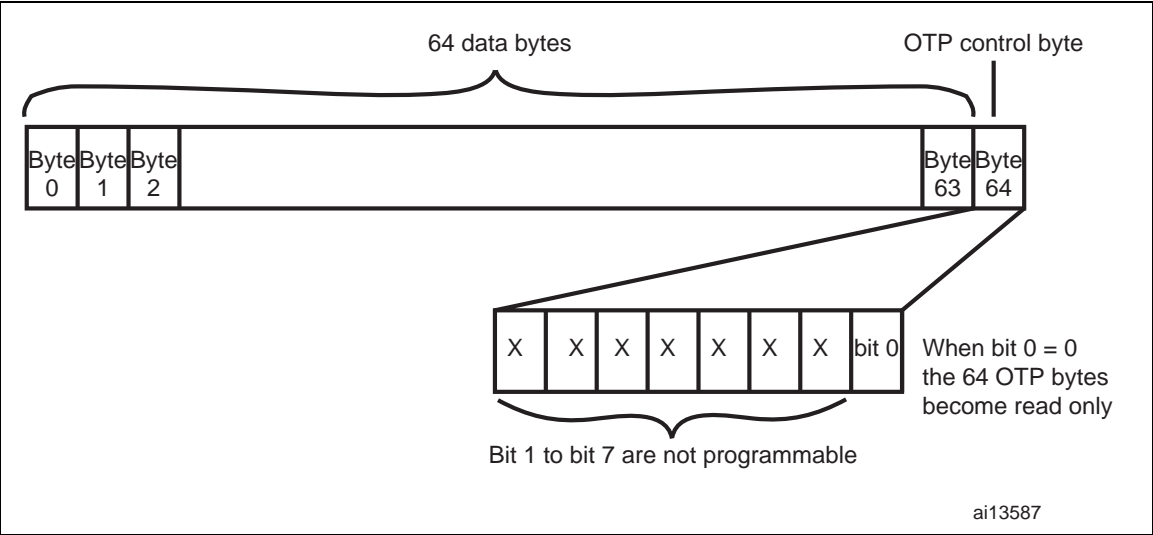 64 data bytes
OTP control byte
Byte Byte Byte Byte Byte
0 1 2 63 64
X X X X X X X bit 0
When bit 0 = 0
the 64 OTP bytes
become read only
Bit 1 to bit 7 are not programmable
ai13587